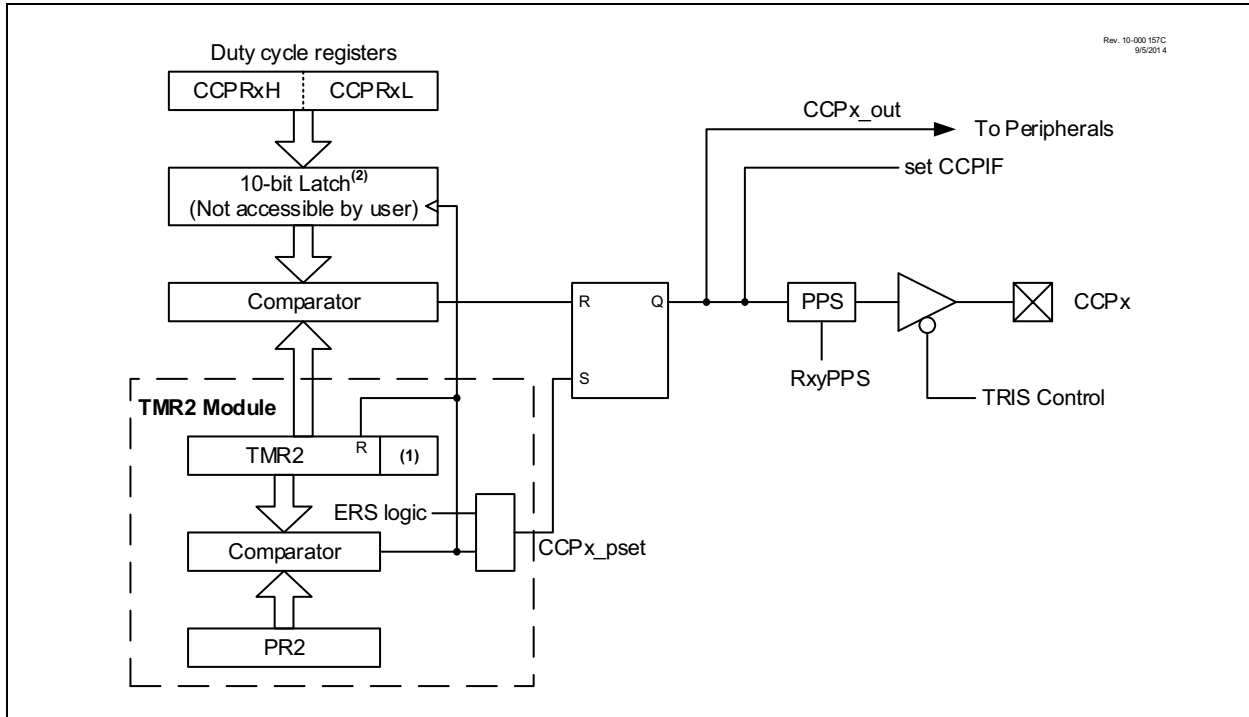 Rev. 10-000 157C
9/5/201 4
Duty cycle registers
CCPRxH CCPRxL
CCPx_out
To Peripherals
set CCPIF
10-bit Latch(2)
(Not accessible by user)
Comparator
R Q
PPS
CCPx
S
RxyPPS
TRIS Control
TMR2 Module
R
TMR2 (1)
ERS logic
Comparator
CCPx_pset
PR2